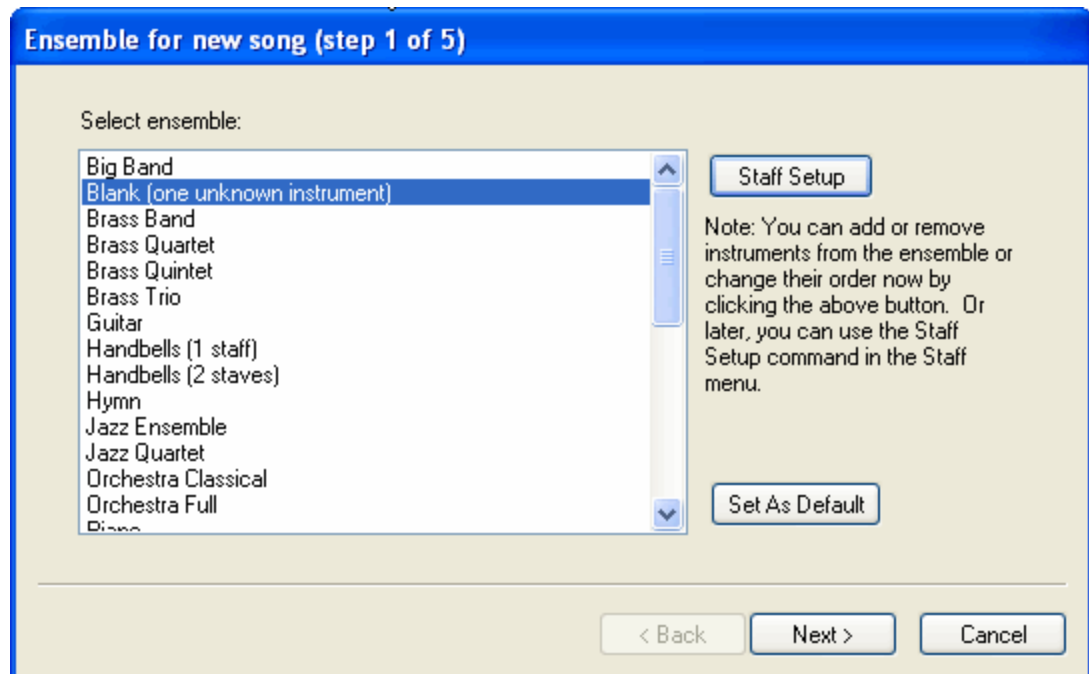 Ensemble for new song (step 1 of 5)
Select ensemble:
Big Band
Blank (one unknown instrument)
Brass Band
Brass Quartet
Brass Quintet
Brass Trio
Guitar
Handbells (1 staff)
Handbells (2 staves)
Hymn
Jazz Ensemble
Jazz Quartet
Orchestra Classical
Orchestra Full
Piano
Staff Setup
Note: You can add or remove
instruments from the ensemble or
change their order now by
clicking the above button. Or
later, you can use the Staff
Setup command in the Staff
menu.
Set As Default
< Back
Next >
Cancel